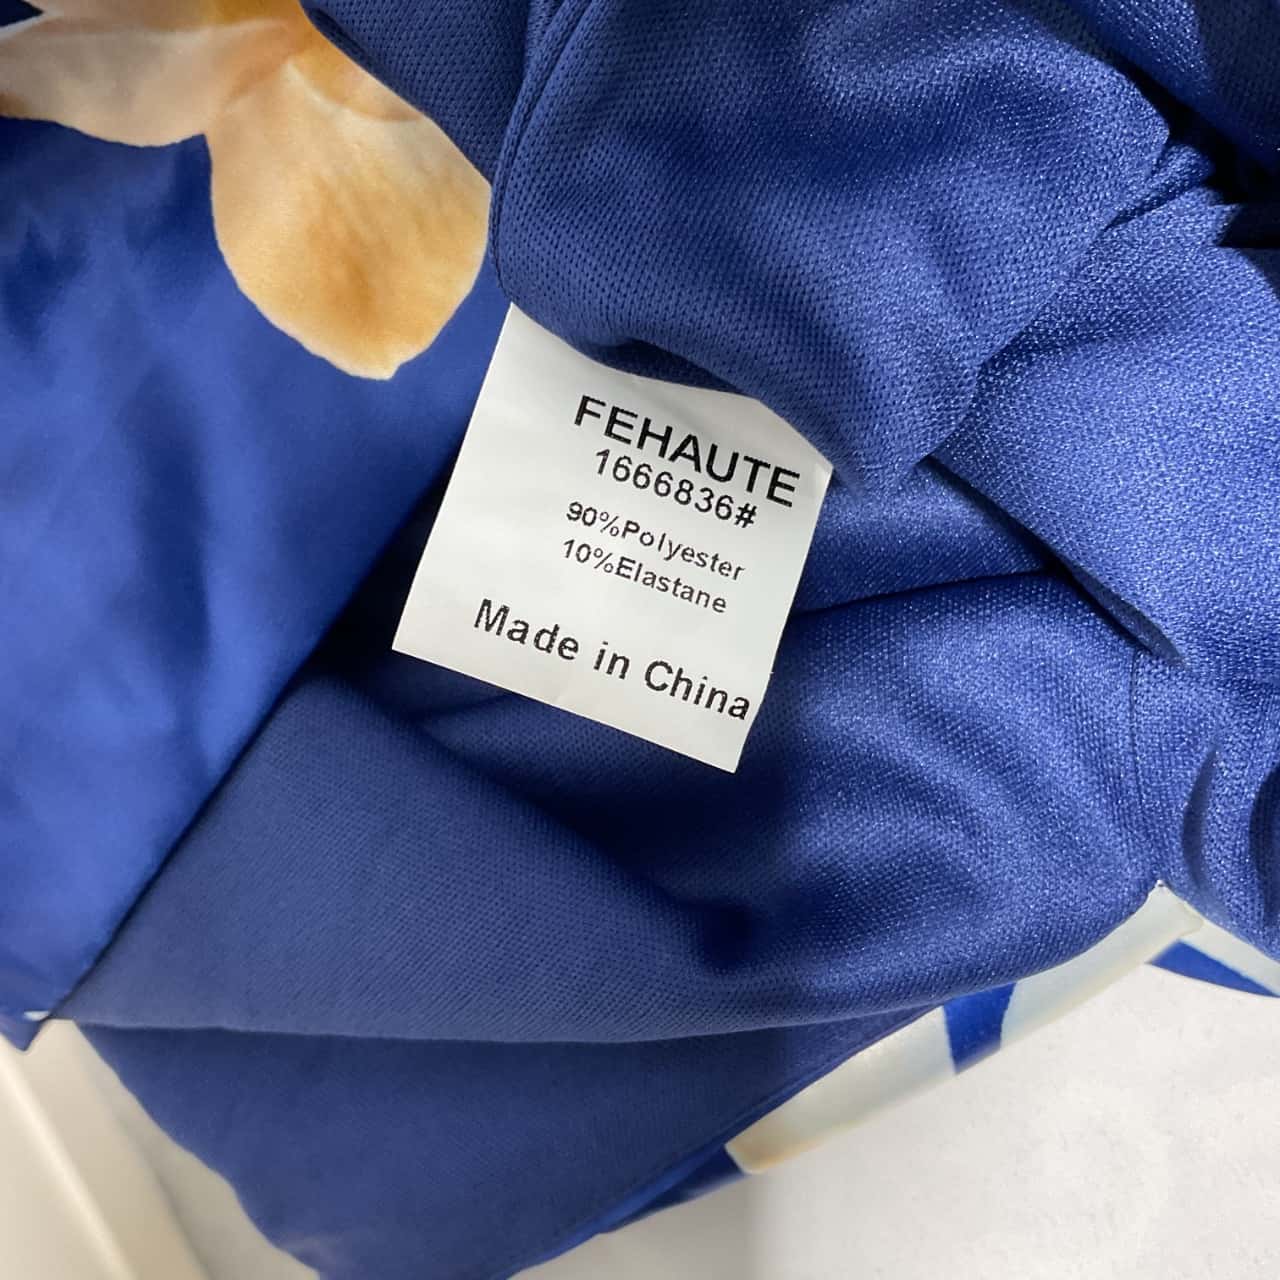 FEHAUTE
1666836#
90%Polyester
10%Elastane
Made in China